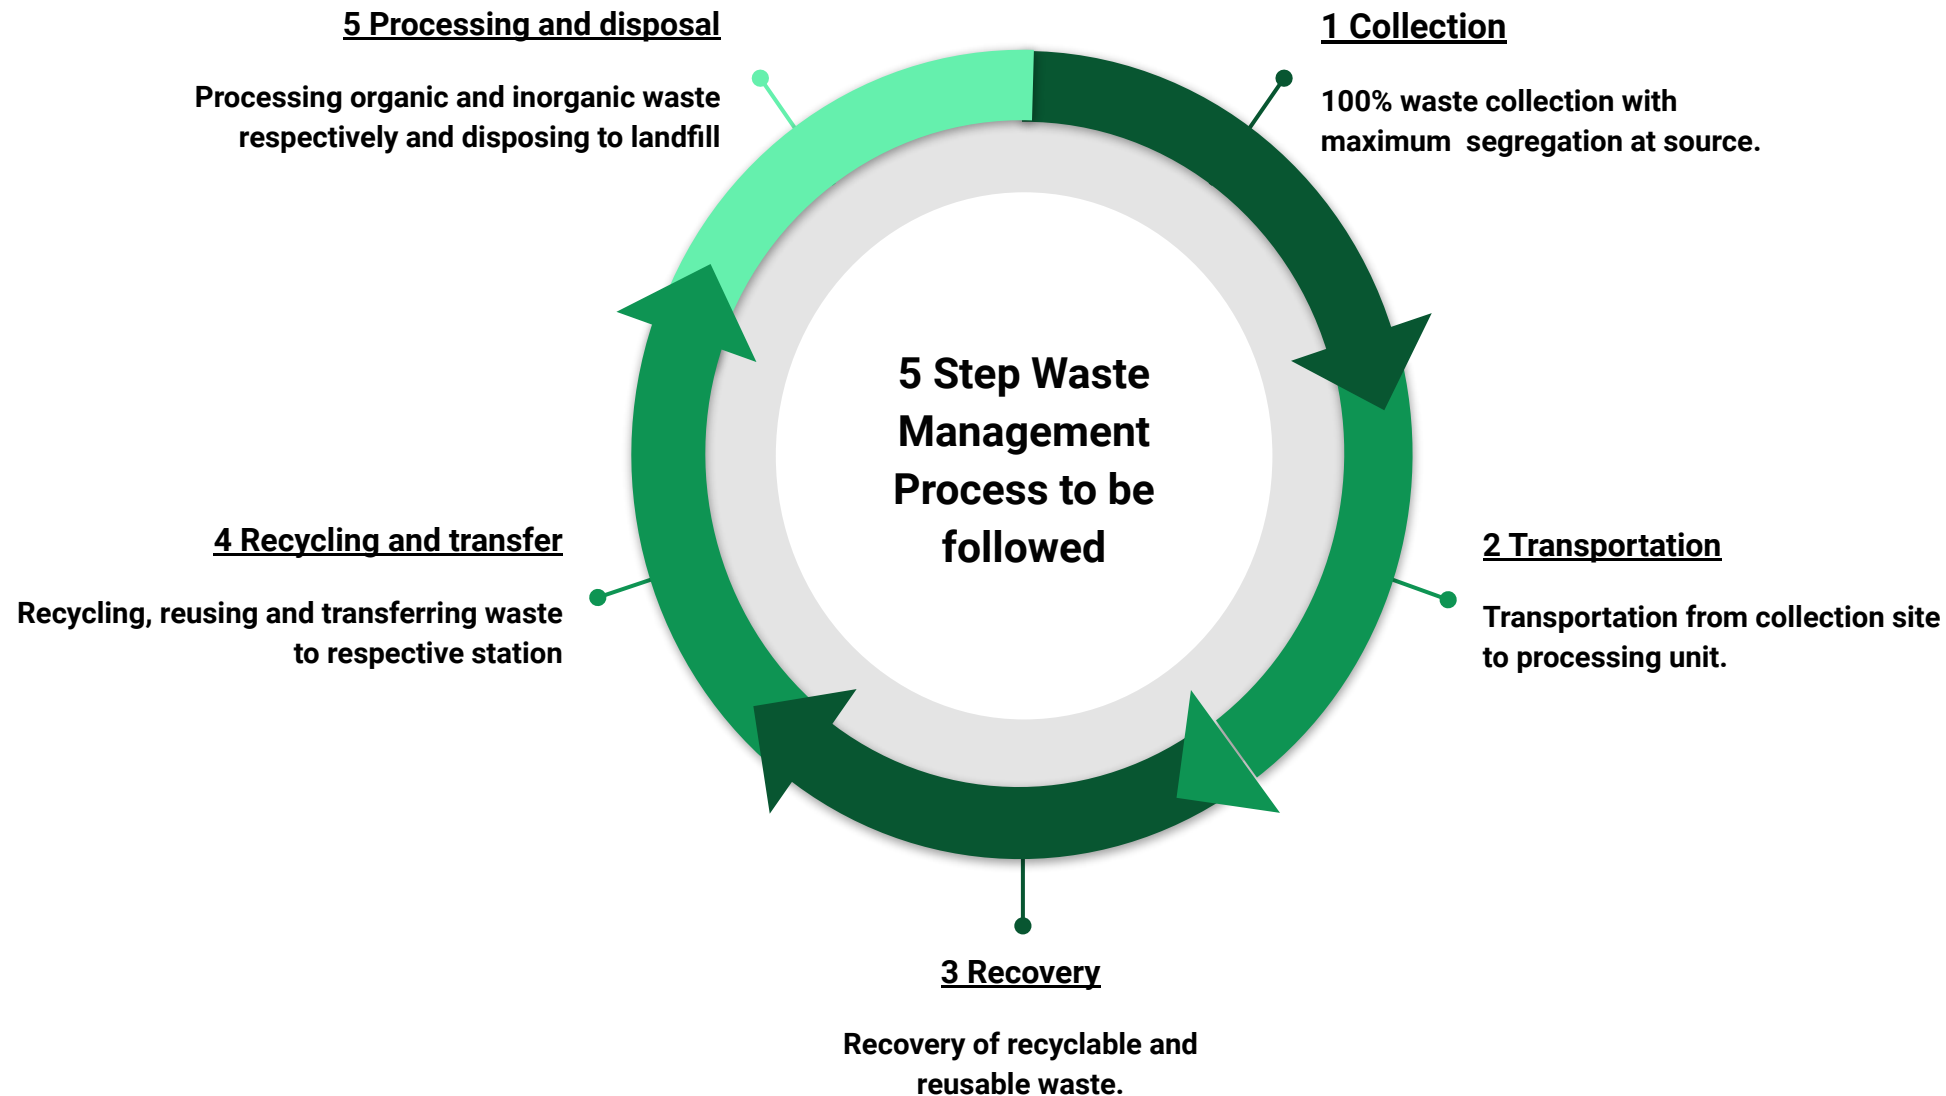 5 Processing and disposal
Processing organic and inorganic waste
respectively and disposing to landfill
1 Collection
100% waste collection with
maximum  segregation at source.
5 Step Waste
Management
Process to be
followed
4 Recycling and transfer
Recycling, reusing and transferring waste
to respective station
2 Transportation
Transportation from collection site
to processing unit.
3 Recovery
Recovery of recyclable and
reusable waste.